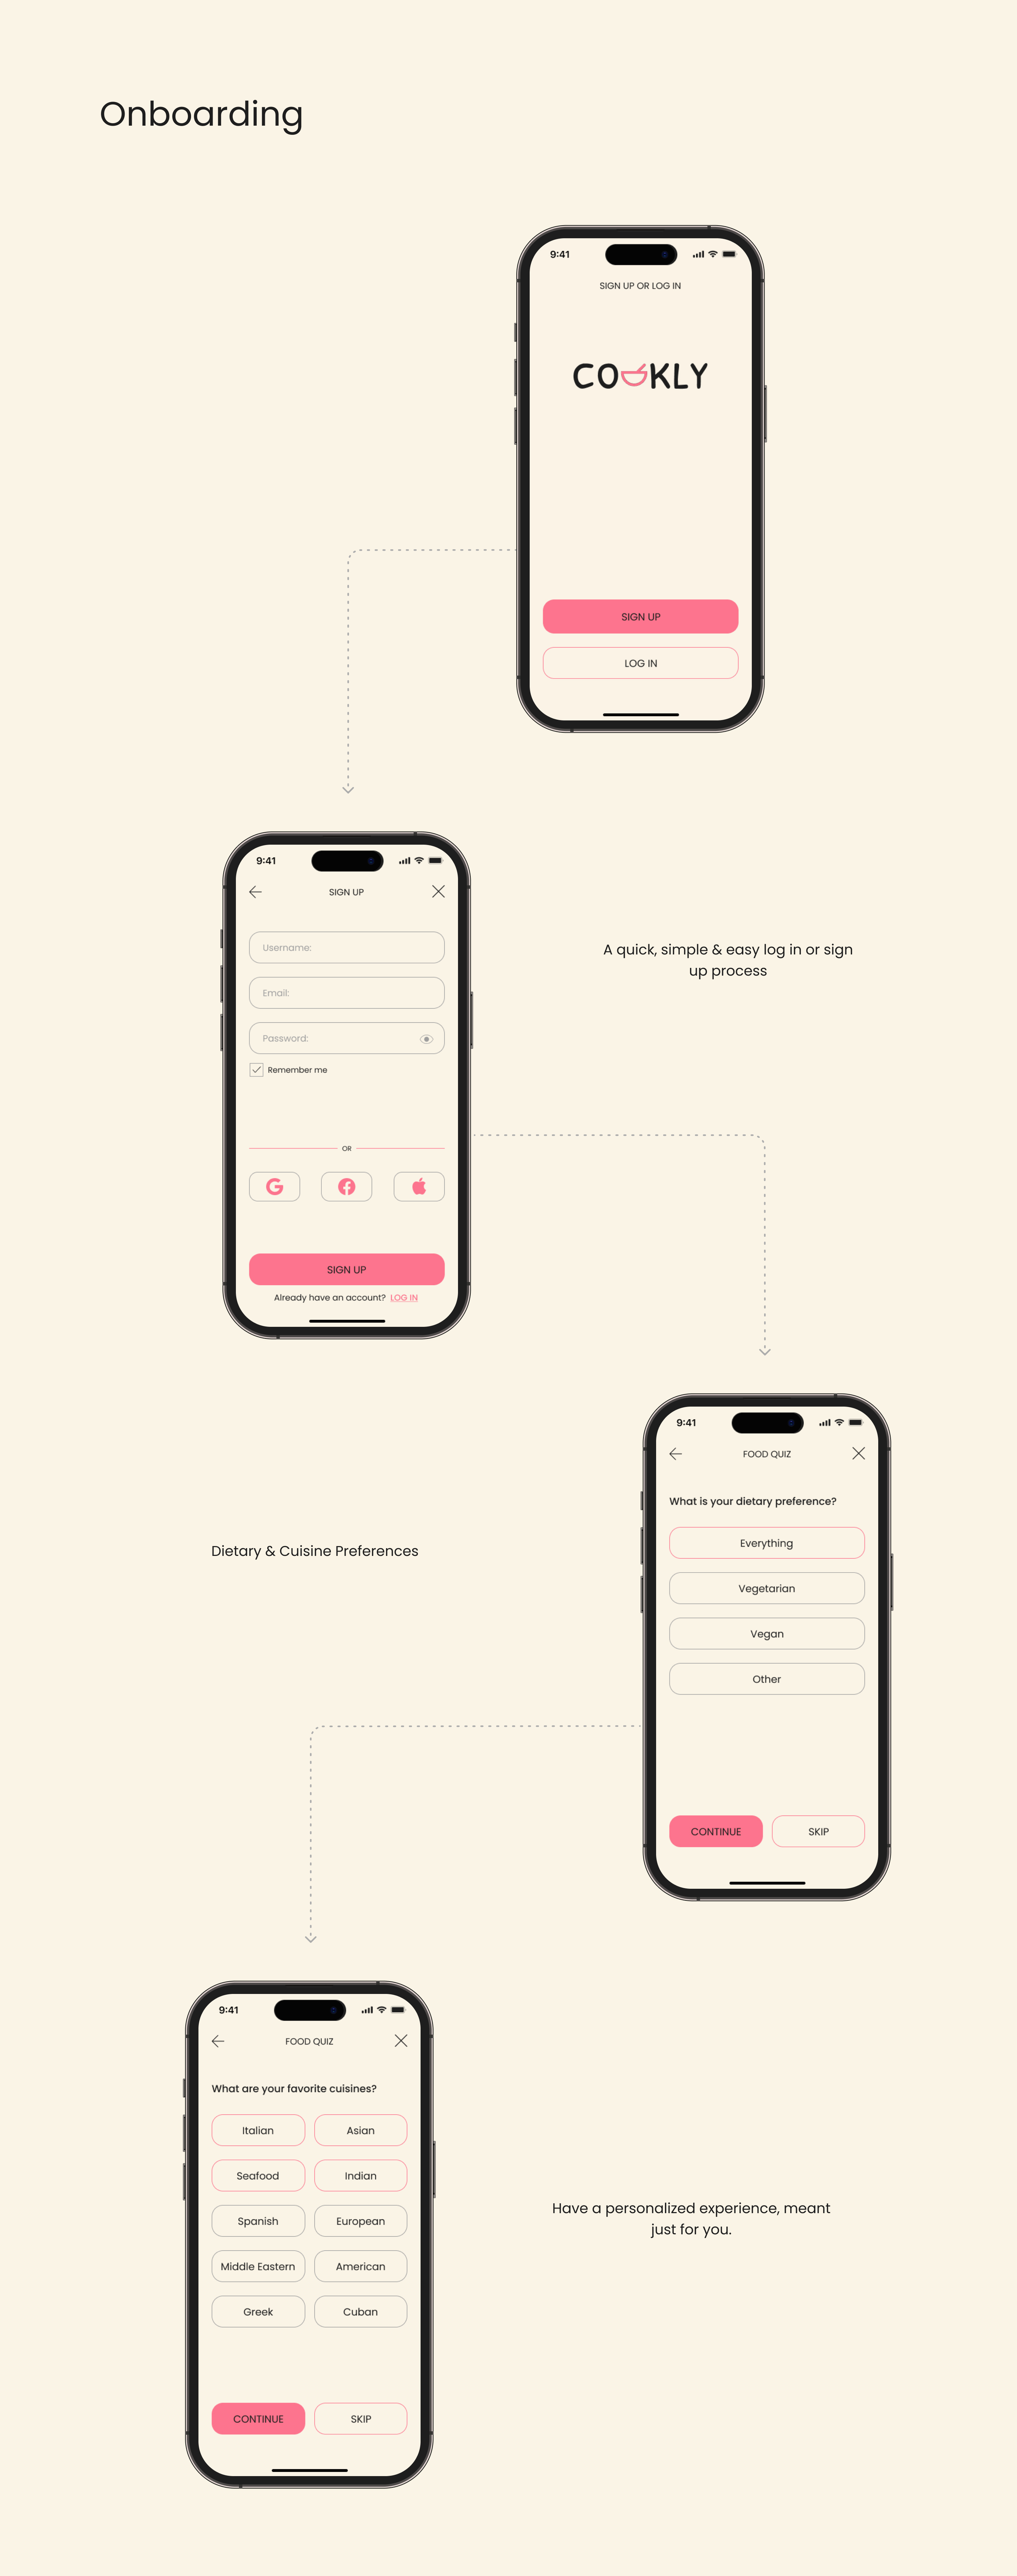 Onboarding
9:41
SIGN UP OR LOG IN
COOKLY
SIGN UP
LOG IN
9:41
SIGN UP
Username:
Email:
Password:
Remember me
OR
SIGN UP
Already have an account? LOG IN
A quick, simple & easy log in or sign
up process
9:41
FOOD QUIZ
What is your dietary preference?
Everything
Vegetarian
Vegan
Other
CONTINUE
SKIP
Dietary & Cuisine Preferences
9:41
FOOD QUIZ
What are your favorite cuisines?
Italian
Asian
Seafood
Indian
Spanish
European
Middle Eastern
American
Greek
Cuban
CONTINUE
SKIP
Have a personalized experience, meant
just for you.